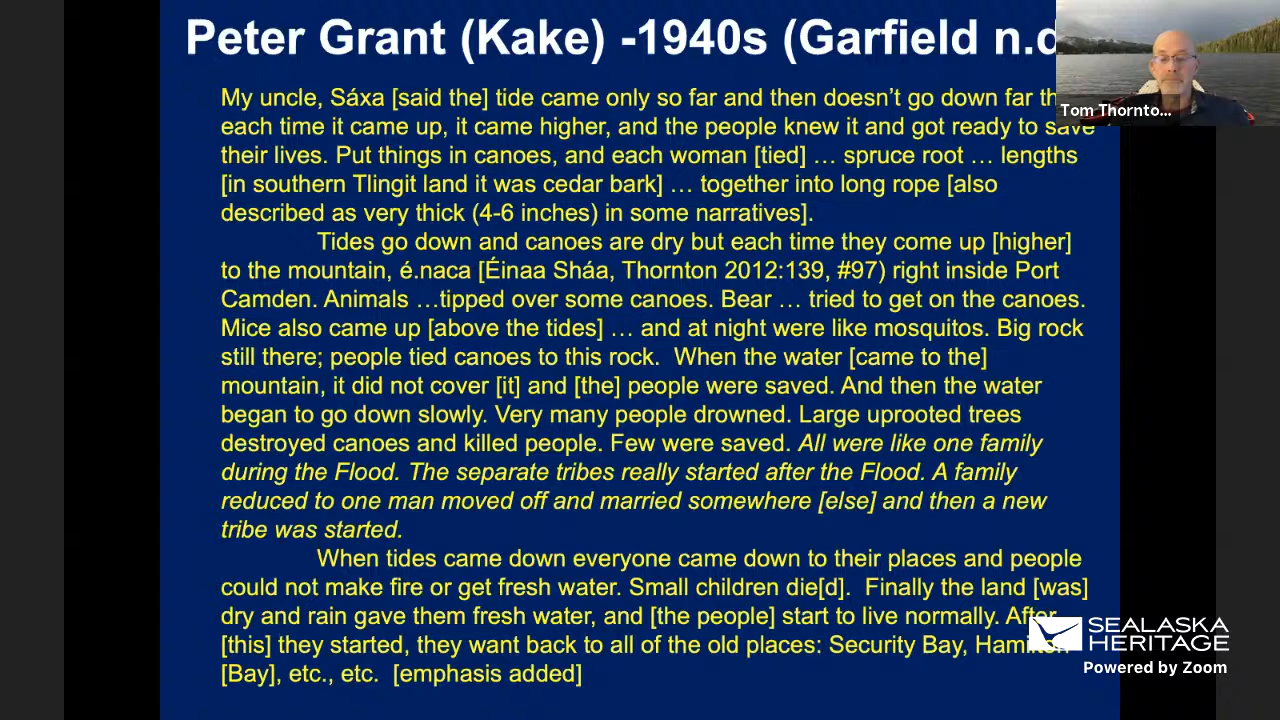 Peter Grant (Kake) -1940s (Garfield n.d
My uncle, Sáxa [said the] tide came only so far and then doesn't go down far
each time it came up, it came higher, and the people knew it and got ready to save
their lives. Put things in canoes, and each woman [tied] … spruce root … lengths
[in southern Tlingit land it was cedar bark] … together into long rope [also
described as very thick (4-6 inches) in some narratives].
Tides go down and canoes are dry but each time they come up [higher]
to the mountain, é.naca [Éinaa Sháa, Thornton 2012:139, #97) right inside Port
Camden. Animals …tipped over some canoes. Bear … tried to get on the canoes.
Mice also came up [above the tides] … and at night were like mosquitos. Big rock
still there; people tied canoes to this rock. When the water [came to the]
mountain, it did not cover [it] and [the] people were saved. And then the water
began to go down slowly. Very many people drowned. Large uprooted trees
destroyed canoes and killed people. Few were saved. All were like one family
during the Flood. The separate tribes really started after the Flood. A family
reduced to one man moved off and married somewhere [else] and then a new
tribe was started.
When tides came down everyone came down to their places and people
could not make fire or get fresh water. Small children die[d]. Finally the land [was]
dry and rain gave them fresh water, and [the people] start to live normally. After
[this] they started, they want back to all of the old places: Security Bay, Hamilton
[Bay], etc., etc. [emphasis added]
Tom Thornto...
SEALASKA
HERITAGE
Powered by Zoom